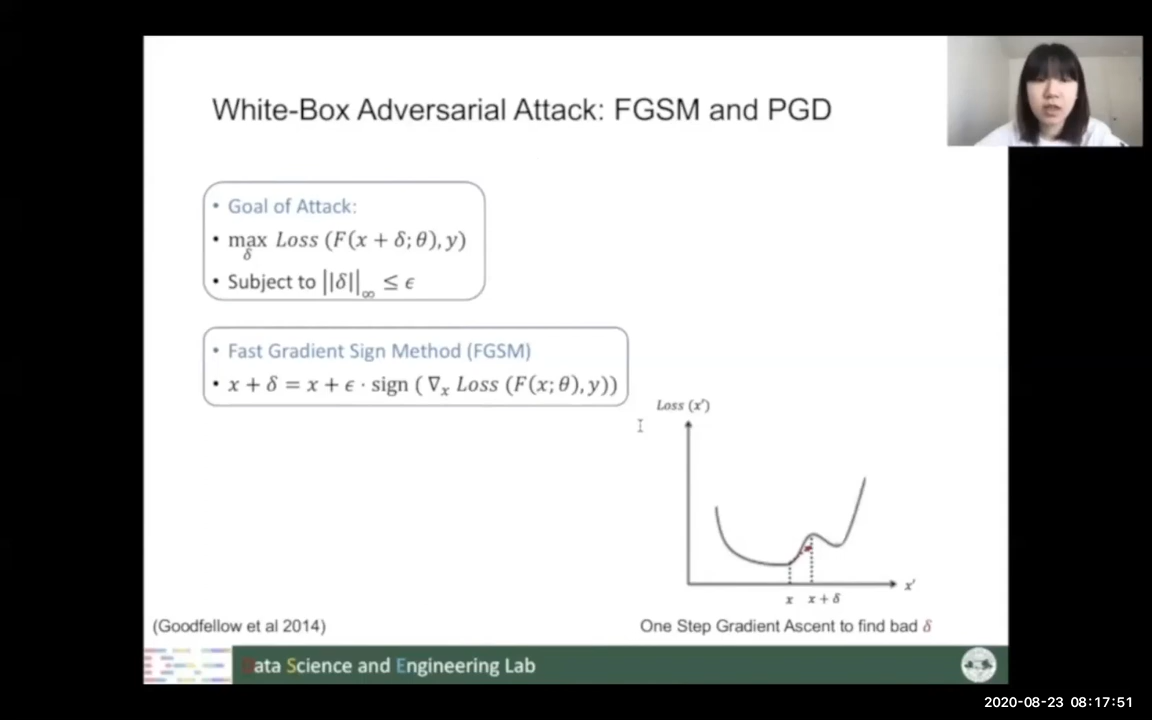 White-Box Adversarial Attack: FGSM and PGD
• Goal of Attack:
• max Loss (F(x + δ; θ), y)
δ
• Subject to ||δ||∞ ≤ ϵ
• Fast Gradient Sign Method (FGSM)
• x + δ = x + ϵ · sign ( ∇x Loss (F(x; θ), y))
Loss (x′)
x′
x x + δ
(Goodfellow et al 2014)
One Step Gradient Ascent to find bad δ
Data Science and Engineering Lab
2020-08-23 08:17:51